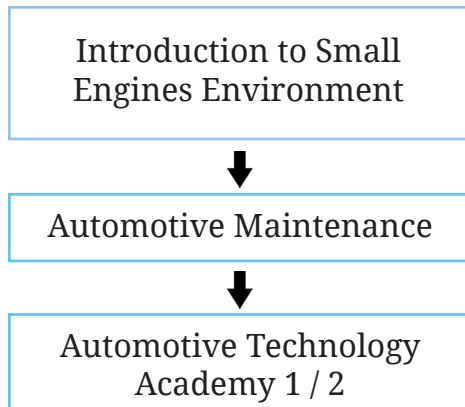 Introduction to Small
Engines Environment
Automotive Maintenance
Automotive Technology
Academy 1 / 2